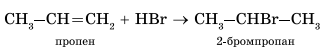 CH₃—CH=CH₂ + HBr → CH₃—CHBr—CH₃
пропен 2-бромпропан